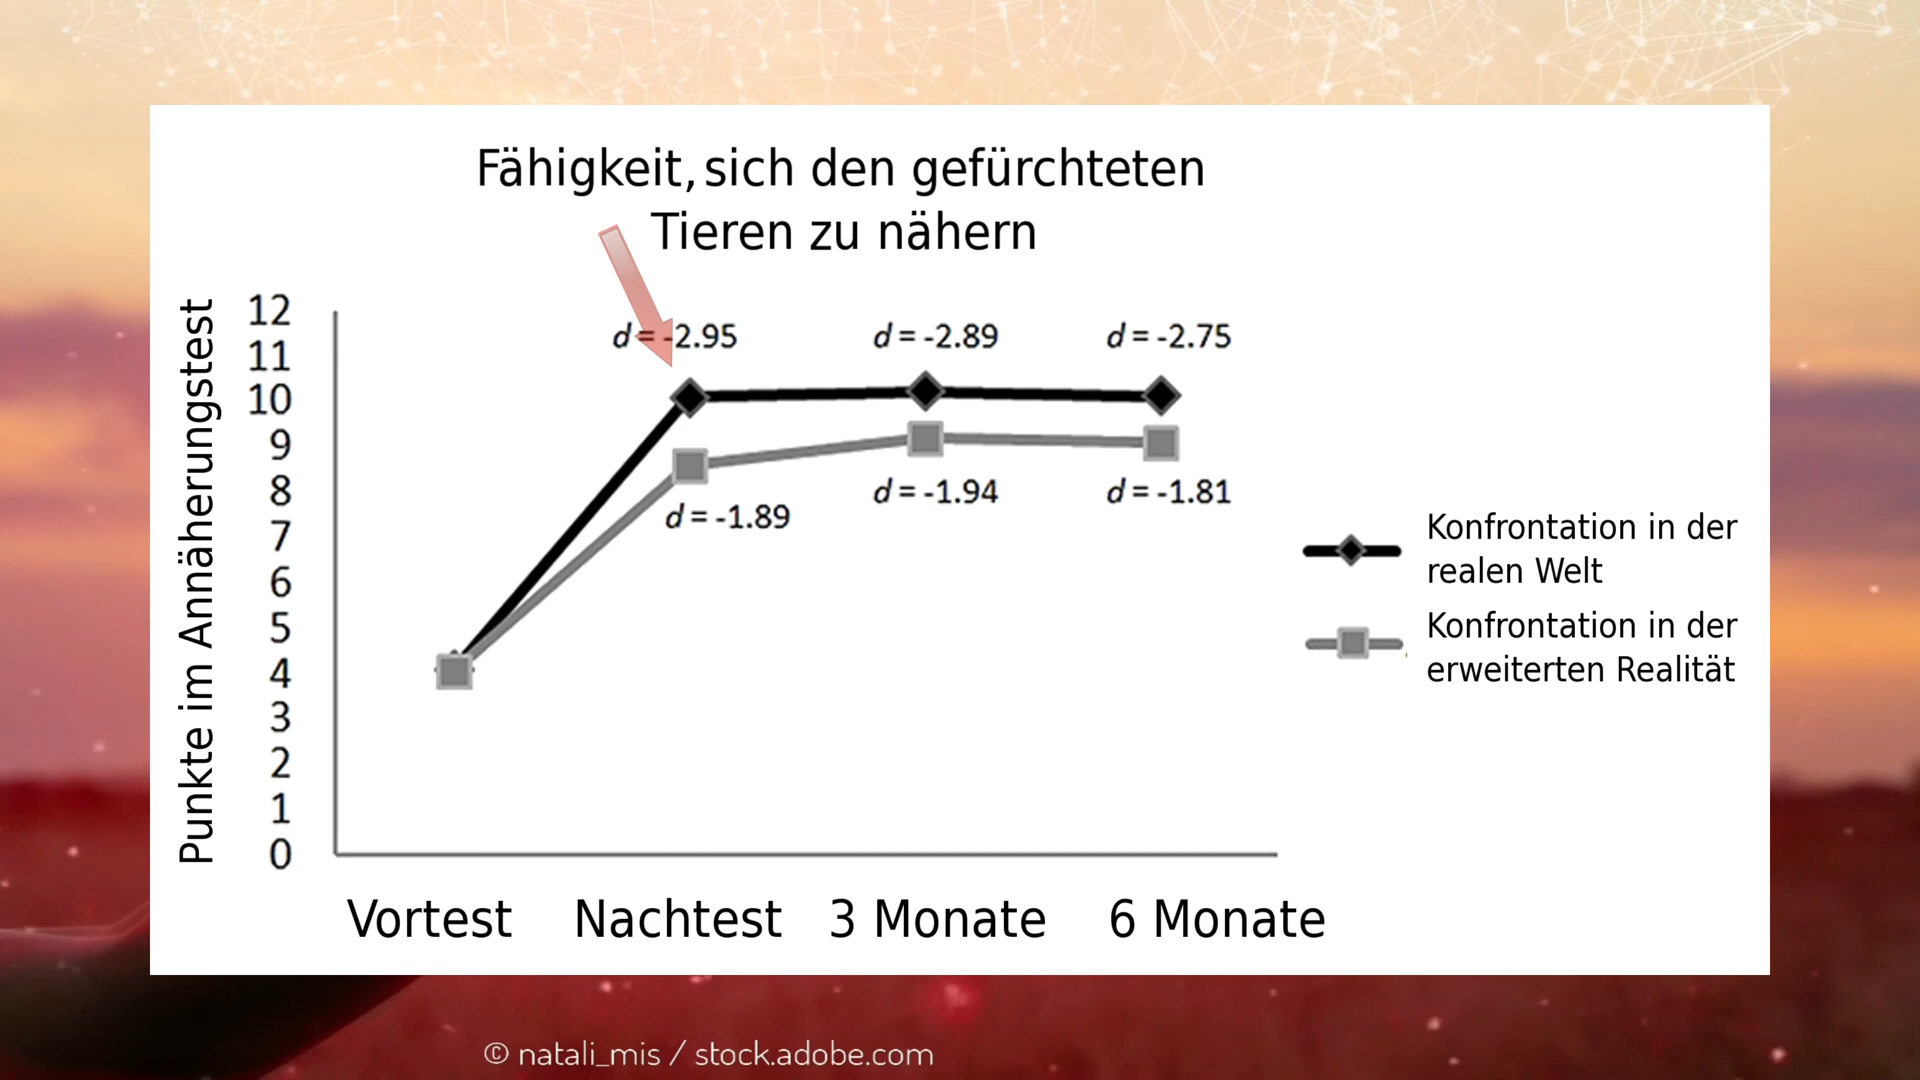 Fähigkeit, sich den gefürchteten
Tieren zu nähern
Punkte im Annäherungstest
12
11
10
9
8
7
6
5
4
3
2
1
0
d = -2.95
d = -2.89
d = -2.75
d = -1.89
d = -1.94
d = -1.81
Konfrontation in der
realen Welt
Konfrontation in der
erweiterten Realität
Vortest
Nachtest
3 Monate
6 Monate
© natali_mis / stock.adobe.com